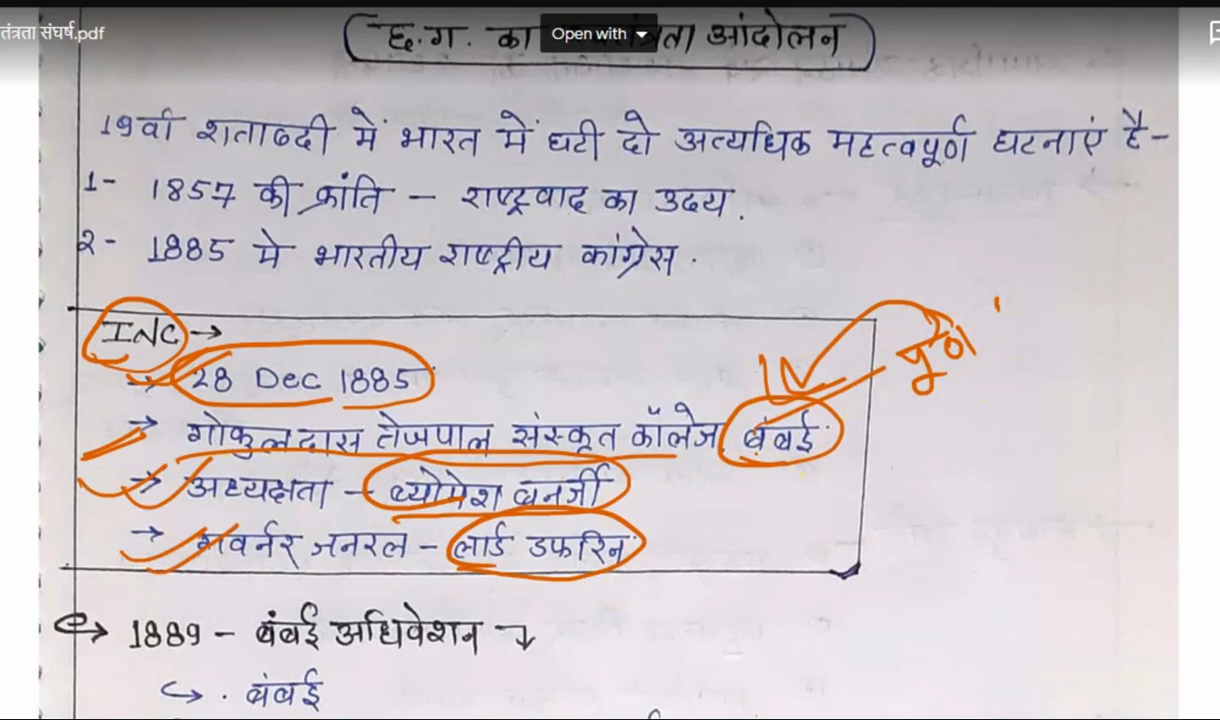 तंत्रता संघर्ष.pdf
Open with
छ.ग. का स्वतंत्रता आंदोलन
19वीं शताब्दी में भारत में घटी दो अत्यधिक महत्वपूर्ण घटनाएं है-
1- 1857 की क्रांति - राष्ट्रवाद का उदय.
2- 1885 मे भारतीय राष्ट्रीय कांग्रेस.
INC →
→ 28 Dec 1885
→ गोकुलदास तेजपाल संस्कृत कॉलेज, बंबई
पुणे
→ अध्यक्षता - व्योमेश बनर्जी
→ गवर्नर जनरल - लार्ड डफरिन
→ 1889 - बंबई अधिवेशन ↓
↪ . बंबई